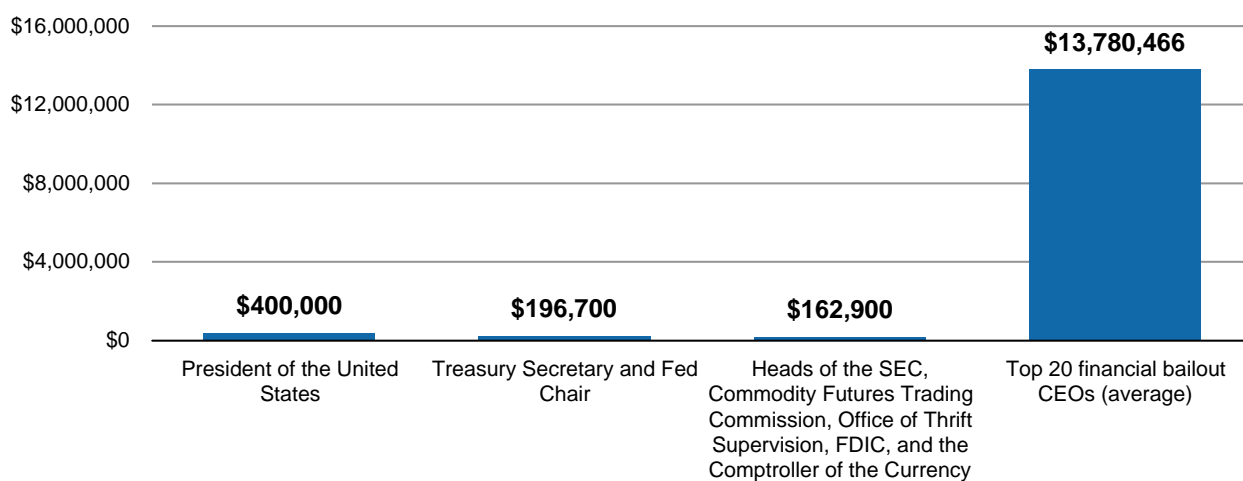 $16,000,000
$13,780,466
$12,000,000
$8,000,000
$4,000,000
$400,000
$196,700
$162,900
$0
President of the United
States
Treasury Secretary and Fed
Chair
Heads of the SEC,
Commodity Futures Trading
Commission, Office of Thrift
Supervision, FDIC, and the
Comptroller of the Currency
Top 20 financial bailout
CEOs (average)